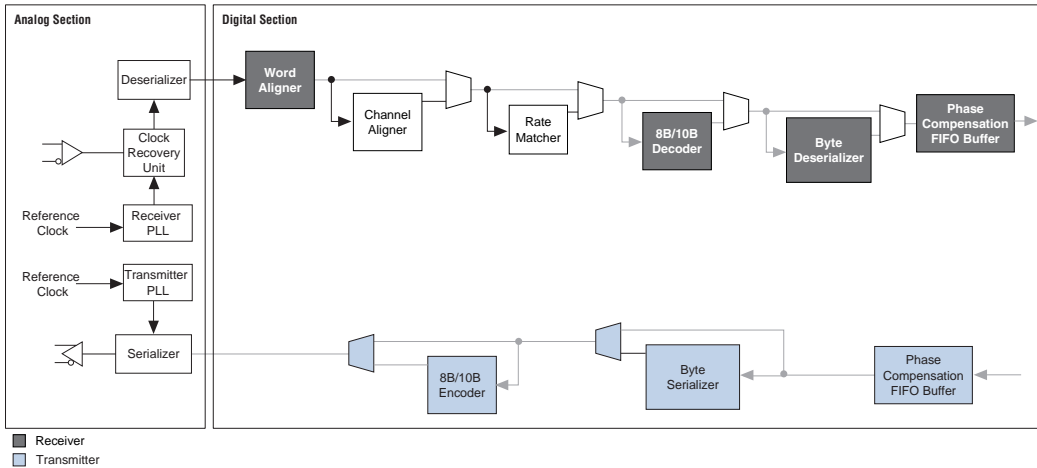 Analog Section
Digital Section
Deserializer
Word
Aligner
Channel
Aligner
Rate
Matcher
8B/10B
Decoder
Byte
Deserializer
Phase
Compensation
FIFO Buffer
Clock
Recovery
Unit
Reference
Clock
Receiver
PLL
Reference
Clock
Transmitter
PLL
Serializer
8B/10B
Encoder
Byte
Serializer
Phase
Compensation
FIFO Buffer
Receiver
Transmitter